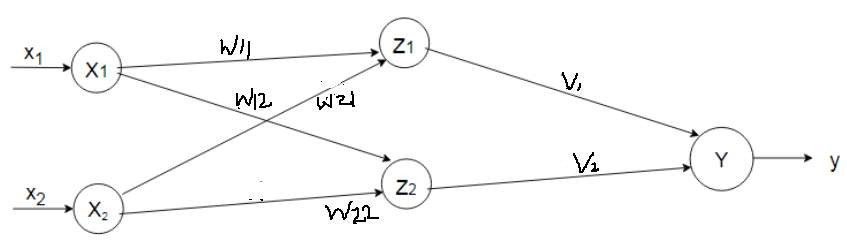 x₁
X₁
W₁₁
W₁₂
W₂₁
Z₁
V₁
x₂
X₂
W₂₂
Z₂
V₂
Y
y